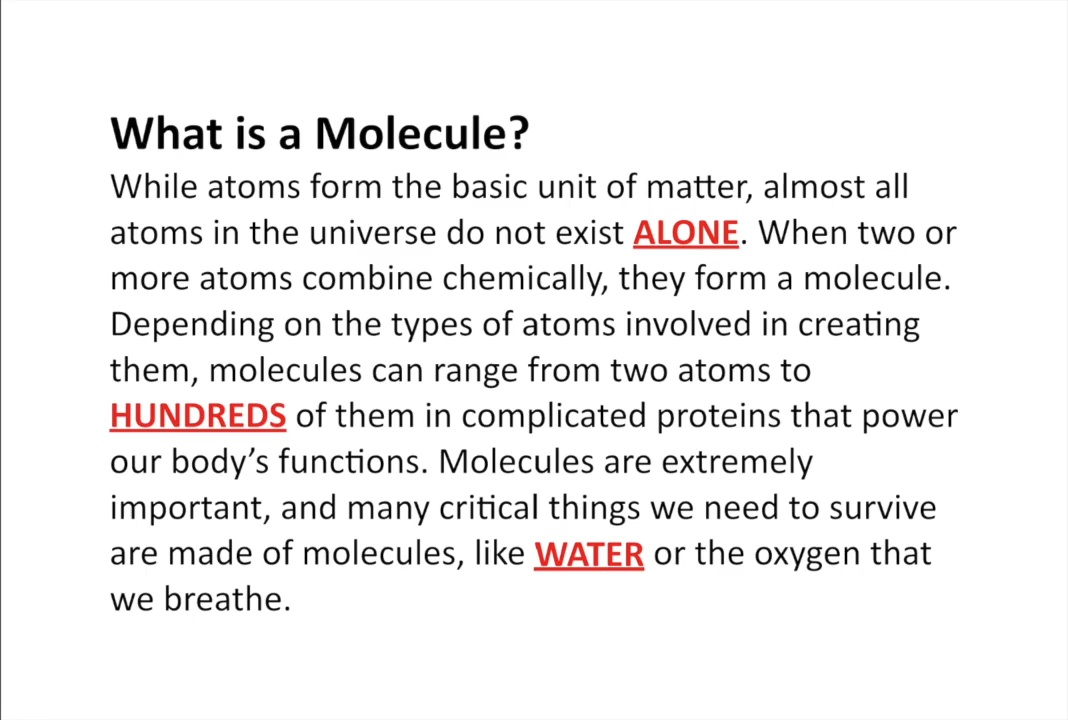 What is a Molecule?
While atoms form the basic unit of matter, almost all
atoms in the universe do not exist ALONE. When two or
more atoms combine chemically, they form a molecule.
Depending on the types of atoms involved in creating
them, molecules can range from two atoms to
HUNDREDS of them in complicated proteins that power
our body’s functions. Molecules are extremely
important, and many critical things we need to survive
are made of molecules, like WATER or the oxygen that
we breathe.